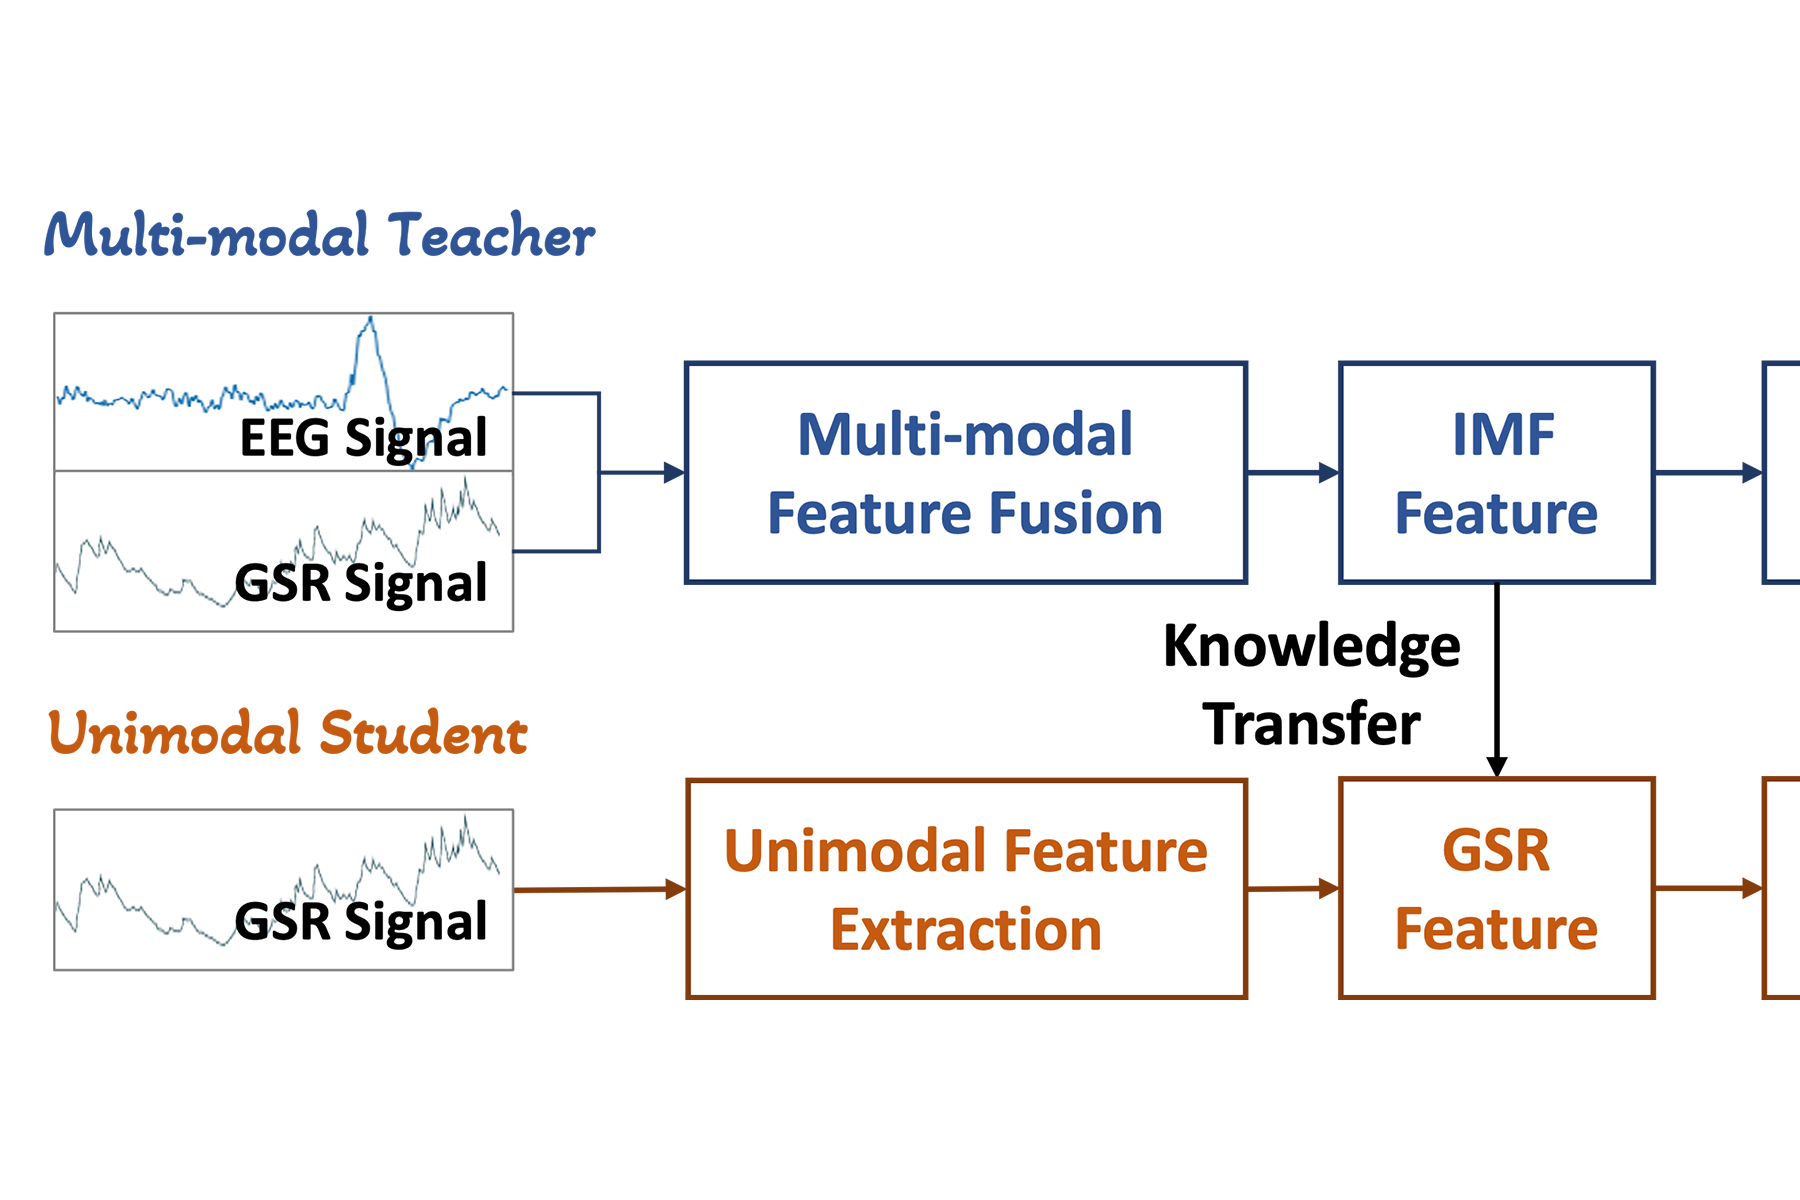 Multi-modal Teacher
EEG Signal
GSR Signal
Multi-modal
Feature Fusion
IMF
Feature
Knowledge
Transfer
Unimodal Student
GSR Signal
Unimodal Feature
Extraction
GSR
Feature